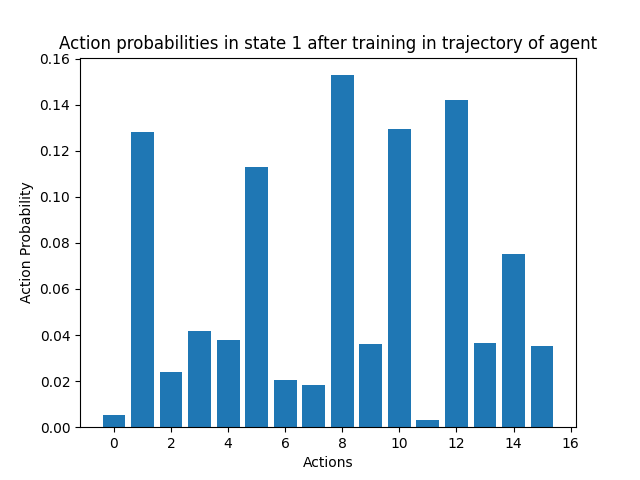 Action probabilities in state 1 after training in trajectory of agent
0.16
0.14
0.12
0.10
0.08
0.06
0.04
0.02
0.00
Action Probability
0 2 4 6 8 10 12 14 16
Actions